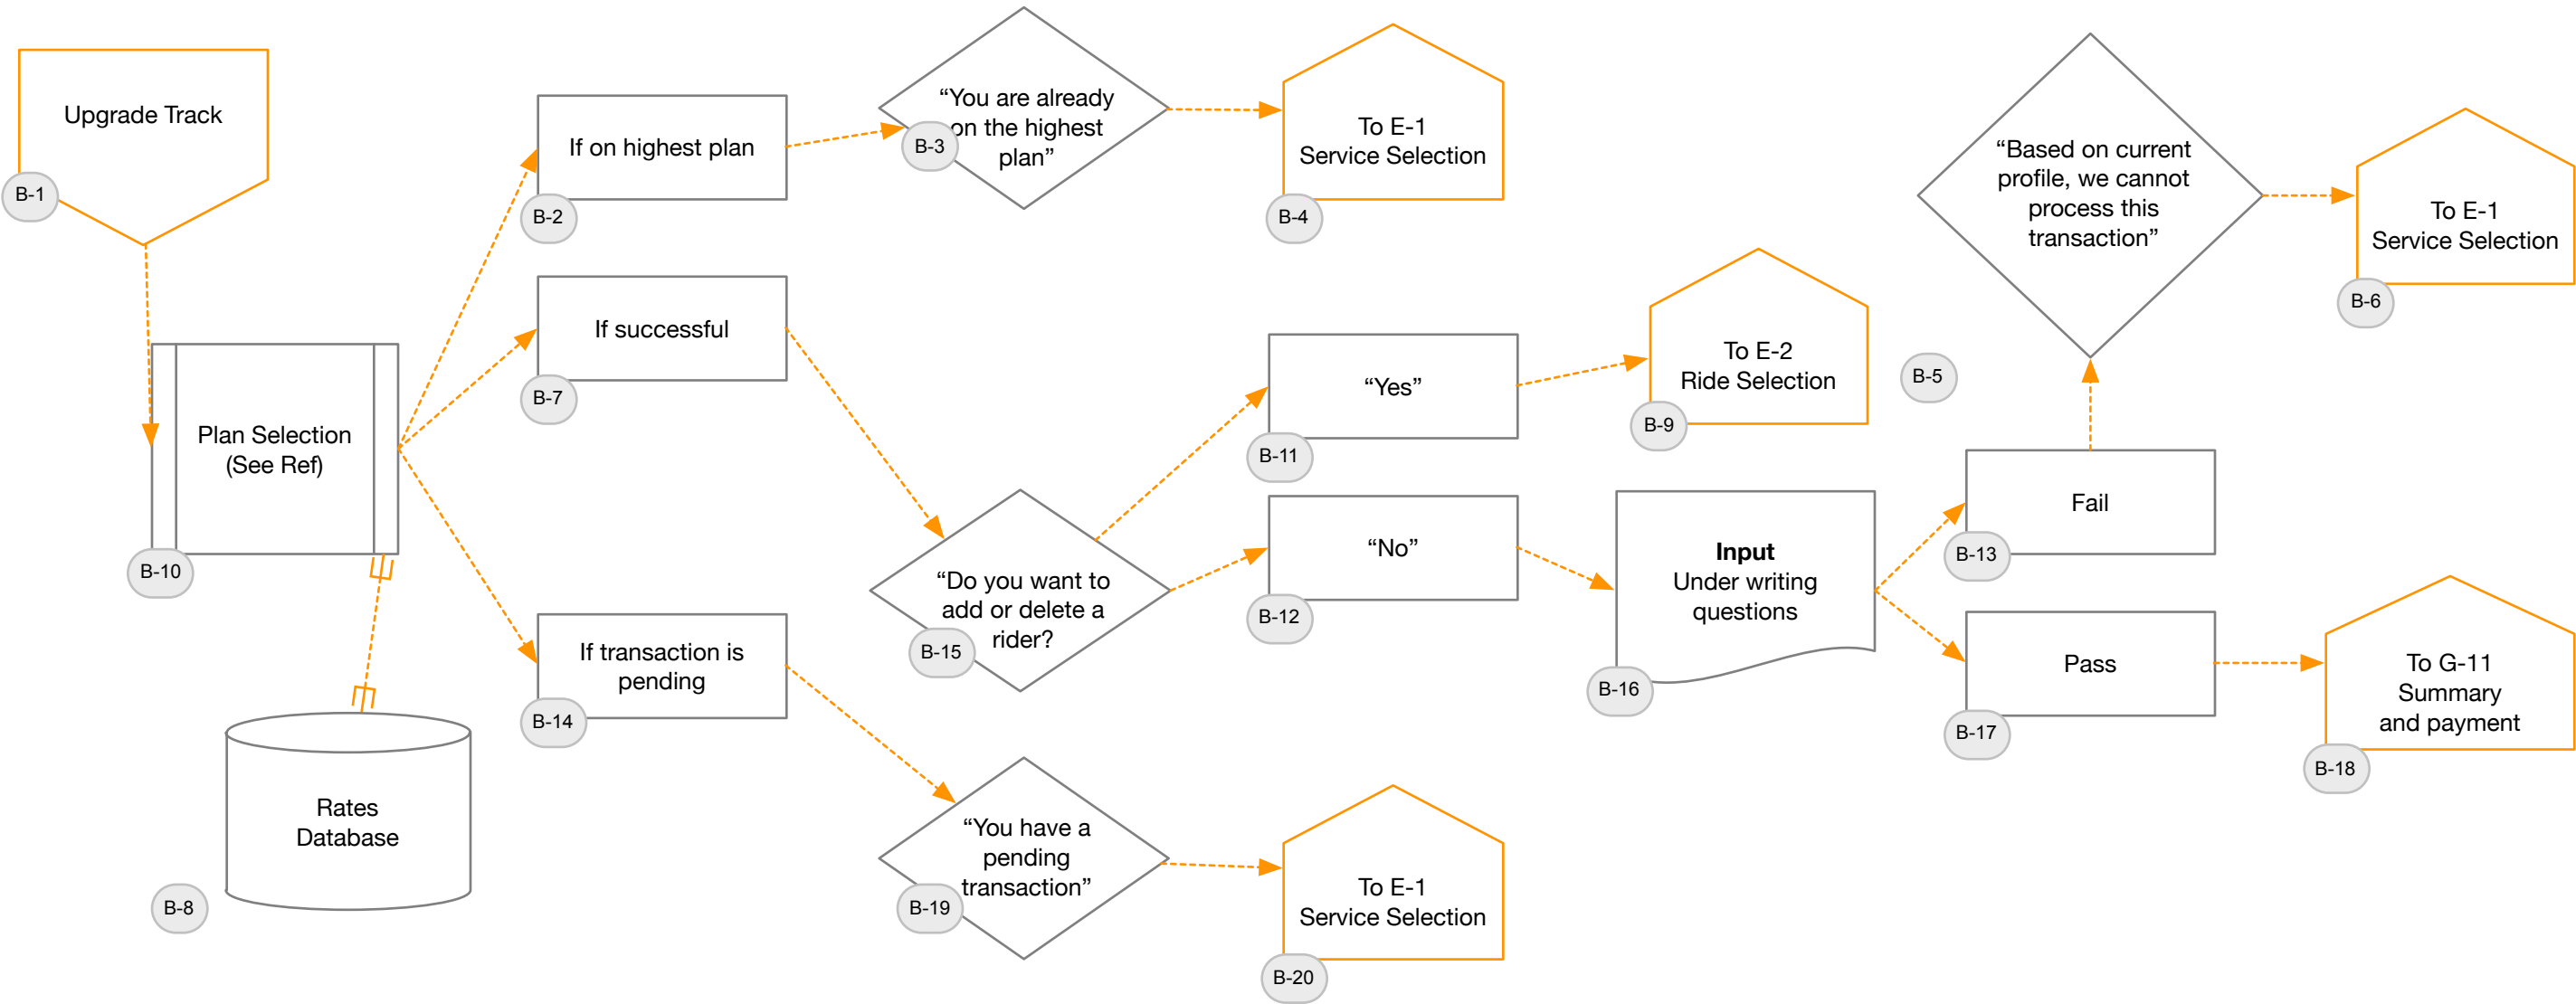 Upgrade Track
B-1
If on highest plan
B-2
“You are already
on the highest
plan”
B-3
To E-1
Service Selection
B-4
“Based on current
profile, we cannot
process this
transaction”
B-5
To E-1
Service Selection
B-6
If successful
B-7
Plan Selection
(See Ref)
B-10
Rates
Database
B-8
“Yes”
B-11
To E-2
Ride Selection
B-9
“Do you want to
add or delete a
rider?
B-15
“No”
B-12
Input
Under writing
questions
B-16
Fail
B-13
Pass
B-17
To G-11
Summary
and payment
B-18
If transaction is
pending
B-14
“You have a
pending
transaction”
B-19
To E-1
Service Selection
B-20